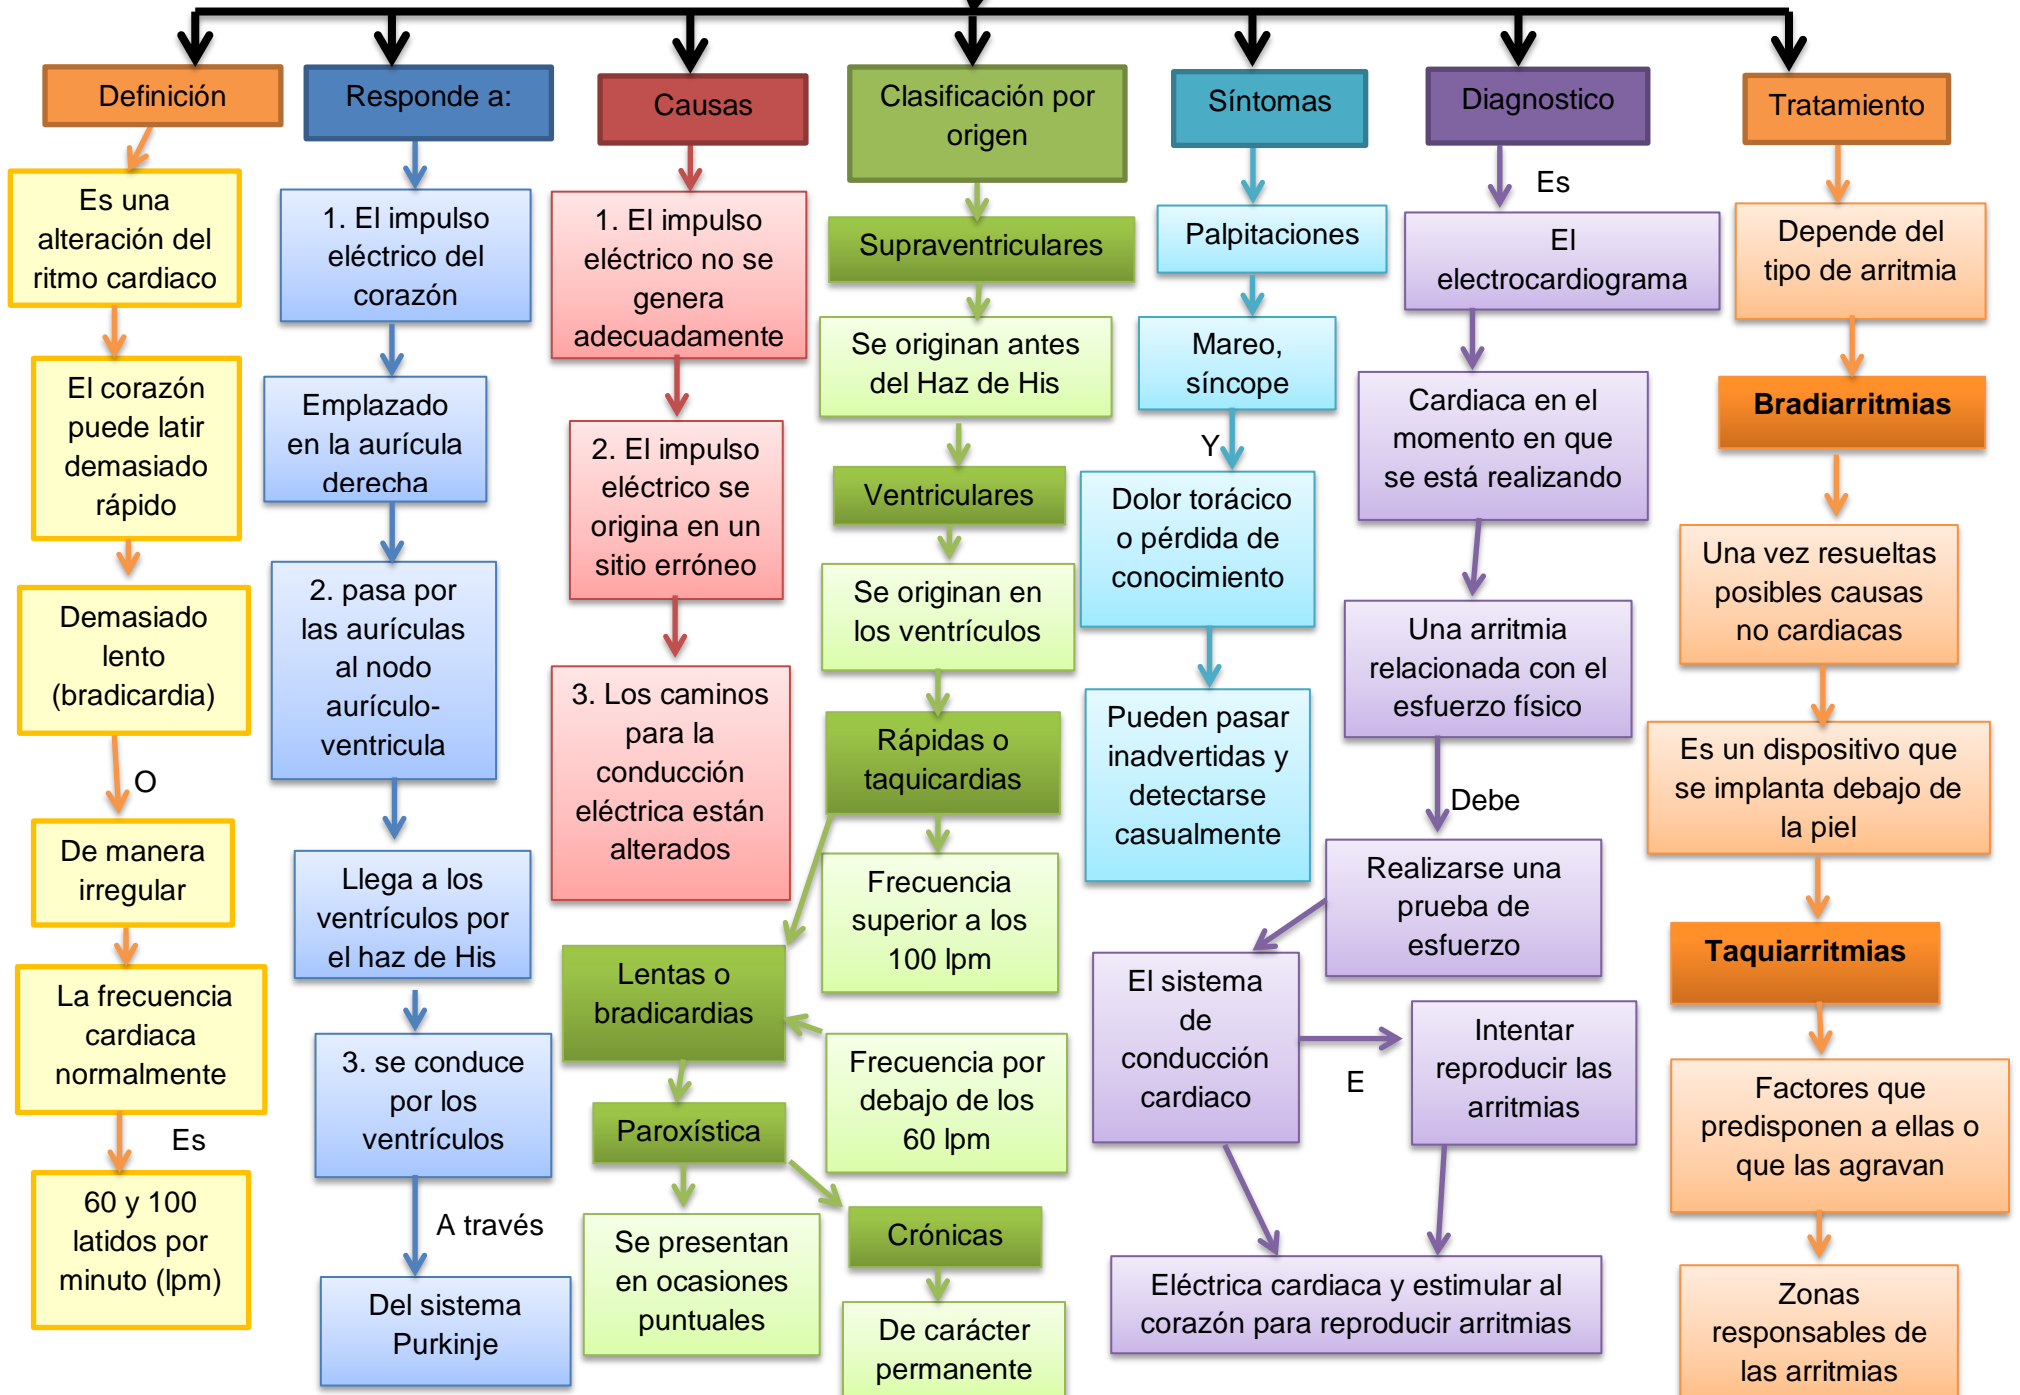 Definición
Es una
alteración del
ritmo cardiaco
El corazón
puede latir
demasiado
rápido
Demasiado
lento
(bradicardia)
O
De manera
irregular
La frecuencia
cardiaca
normalmente
Es
60 y 100
latidos por
minuto (lpm)
Responde a:
1. El impulso
eléctrico del
corazón
Emplazado
en la aurícula
derecha
2. pasa por
las aurículas
al nodo
aurículo-
ventricula
Llega a los
ventrículos por
el haz de His
3. se conduce
por los
ventrículos
A través
Del sistema
Purkinje
Causas
1. El impulso
eléctrico no se
genera
adecuadamente
2. El impulso
eléctrico se
origina en un
sitio erróneo
3. Los caminos
para la
conducción
eléctrica están
alterados
Clasificación por
origen
Supraventriculares
Se originan antes
del Haz de His
Ventriculares
Se originan en
los ventrículos
Rápidas o
taquicardias
Frecuencia
superior a los
100 lpm
Lentas o
bradicardias
Frecuencia por
debajo de los
60 lpm
Paroxística
Se presentan
en ocasiones
puntuales
Crónicas
De carácter
permanente
Síntomas
Palpitaciones
Mareo,
síncope
Y
Dolor torácico
o pérdida de
conocimiento
Pueden pasar
inadvertidas y
detectarse
casualmente
Diagnostico
Es
El
electrocardiograma
Cardiaca en el
momento en que
se está realizando
Una arritmia
relacionada con el
esfuerzo físico
Debe
Realizarse una
prueba de
esfuerzo
El sistema
de
conducción
cardiaco
E
Intentar
reproducir las
arritmias
Eléctrica cardiaca y estimular al
corazón para reproducir arritmias
Tratamiento
Depende del
tipo de arritmia
Bradiarritmias
Una vez resueltas
posibles causas
no cardiacas
Es un dispositivo que
se implanta debajo de
la piel
Taquiarritmias
Factores que
predisponen a ellas o
que las agravan
Zonas
responsables de
las arritmias